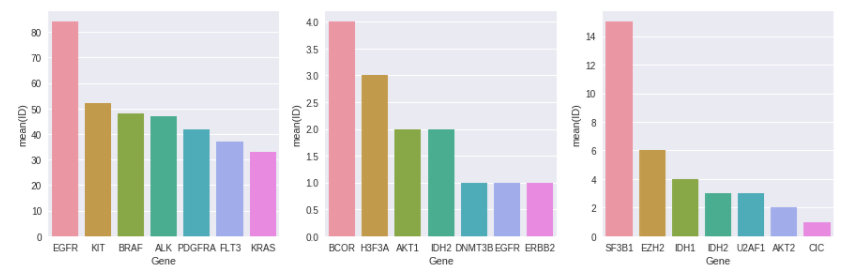 80
70
60
50
40
30
20
10
0
mean(ID)
EGFR KIT BRAF ALK PDGFRA FLT3 KRAS
Gene
4.0
3.5
3.0
2.5
2.0
1.5
1.0
0.5
0.0
mean(ID)
BCOR H3F3A AKT1 IDH2 DNMT3B EGFR ERBB2
Gene
14
12
10
8
6
4
2
0
mean(ID)
SF3B1 EZH2 IDH1 IDH2 U2AF1 AKT2 CIC
Gene